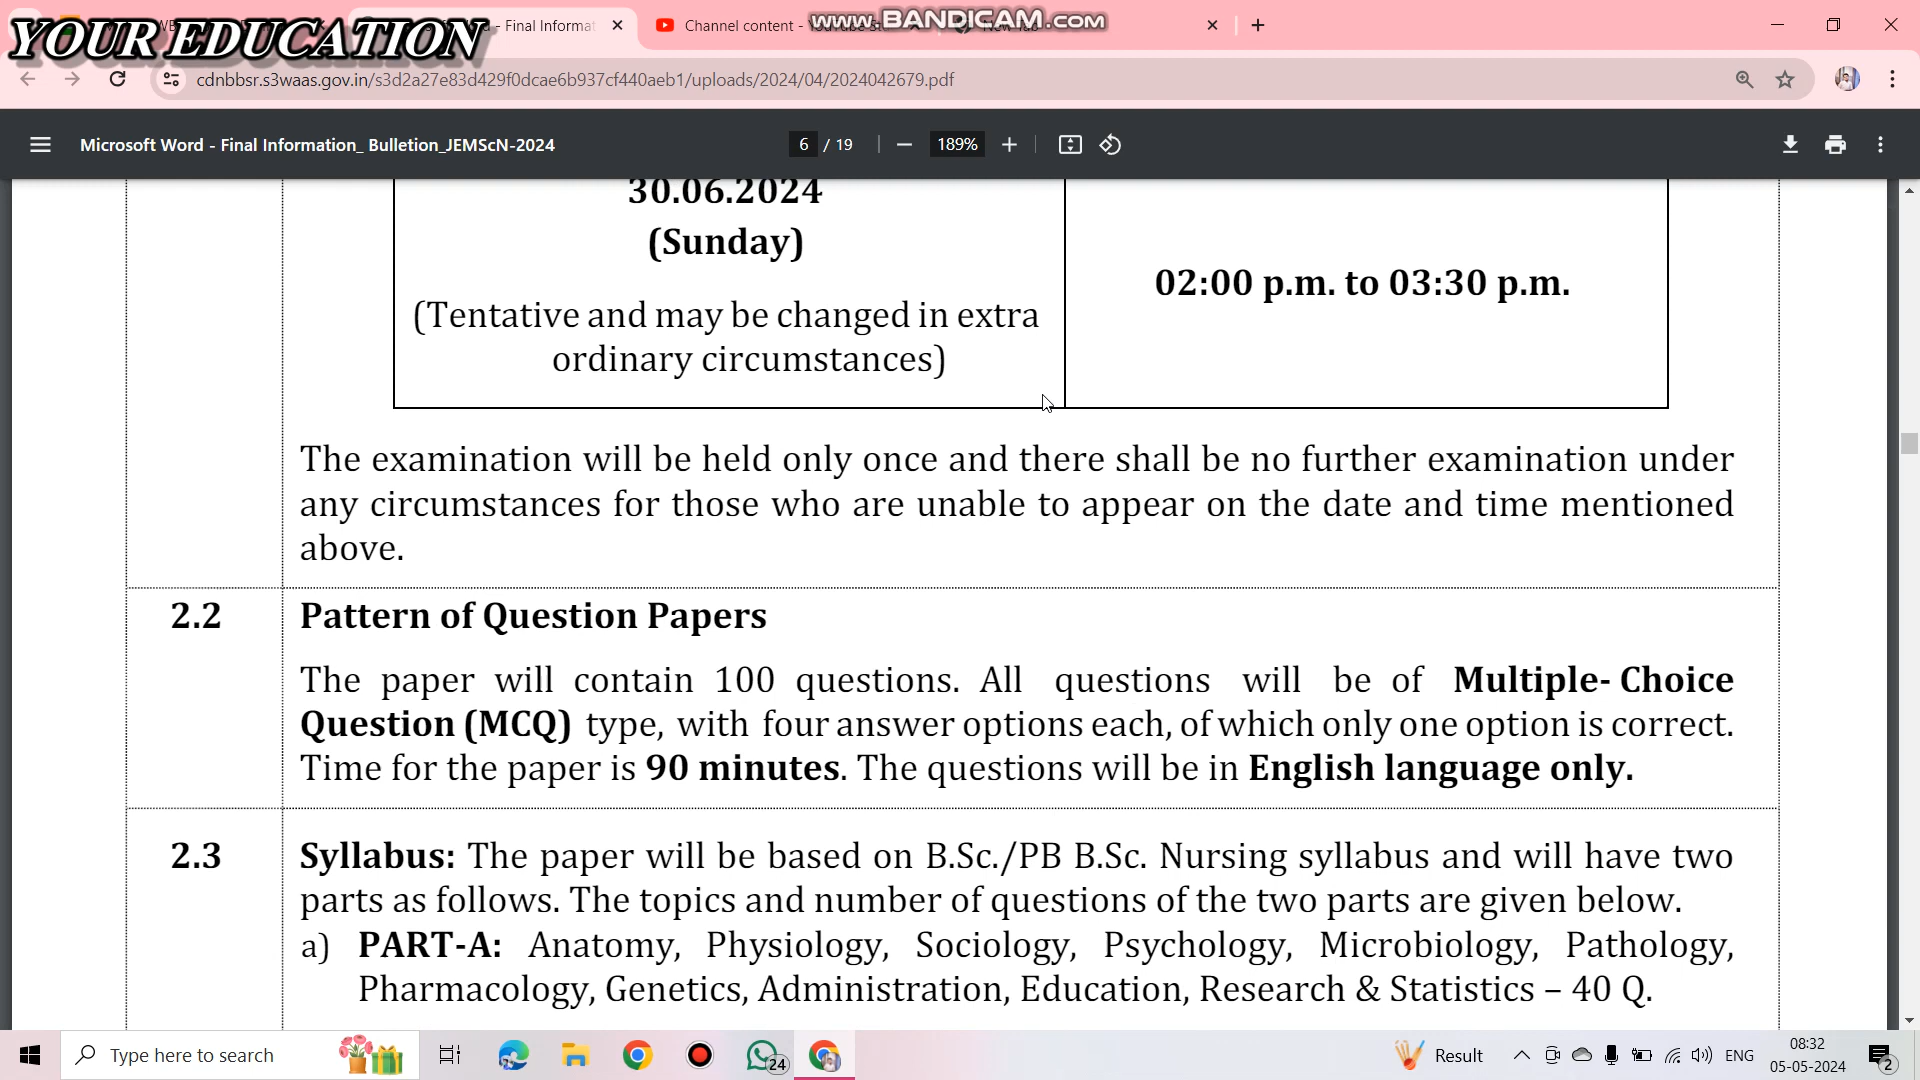 YOUR EDUCATION
- Final Informat
Channel content -
www.BANDICAM.com
cdnbbsr.s3waas.gov.in/s3d2a27e83d429f0dcae6b937cf440aeb1/uploads/2024/04/2024042679.pdf
Microsoft Word - Final Information_ Bulletion_JEMScN-2024
6 / 19
189%
30.06.2024
(Sunday)
02:00 p.m. to 03:30 p.m.
(Tentative and may be changed in extra
ordinary circumstances)
The examination will be held only once and there shall be no further examination under
any circumstances for those who are unable to appear on the date and time mentioned
above.
2.2 Pattern of Question Papers
The paper will contain 100 questions. All questions will be of Multiple- Choice
Question (MCQ) type, with four answer options each, of which only one option is correct.
Time for the paper is 90 minutes. The questions will be in English language only.
2.3 Syllabus: The paper will be based on B.Sc./PB B.Sc. Nursing syllabus and will have two
parts as follows. The topics and number of questions of the two parts are given below.
a) PART-A: Anatomy, Physiology, Sociology, Psychology, Microbiology, Pathology,
Pharmacology, Genetics, Administration, Education, Research & Statistics – 40 Q.
Type here to search
24
Result
ENG
08:32
05-05-2024
2